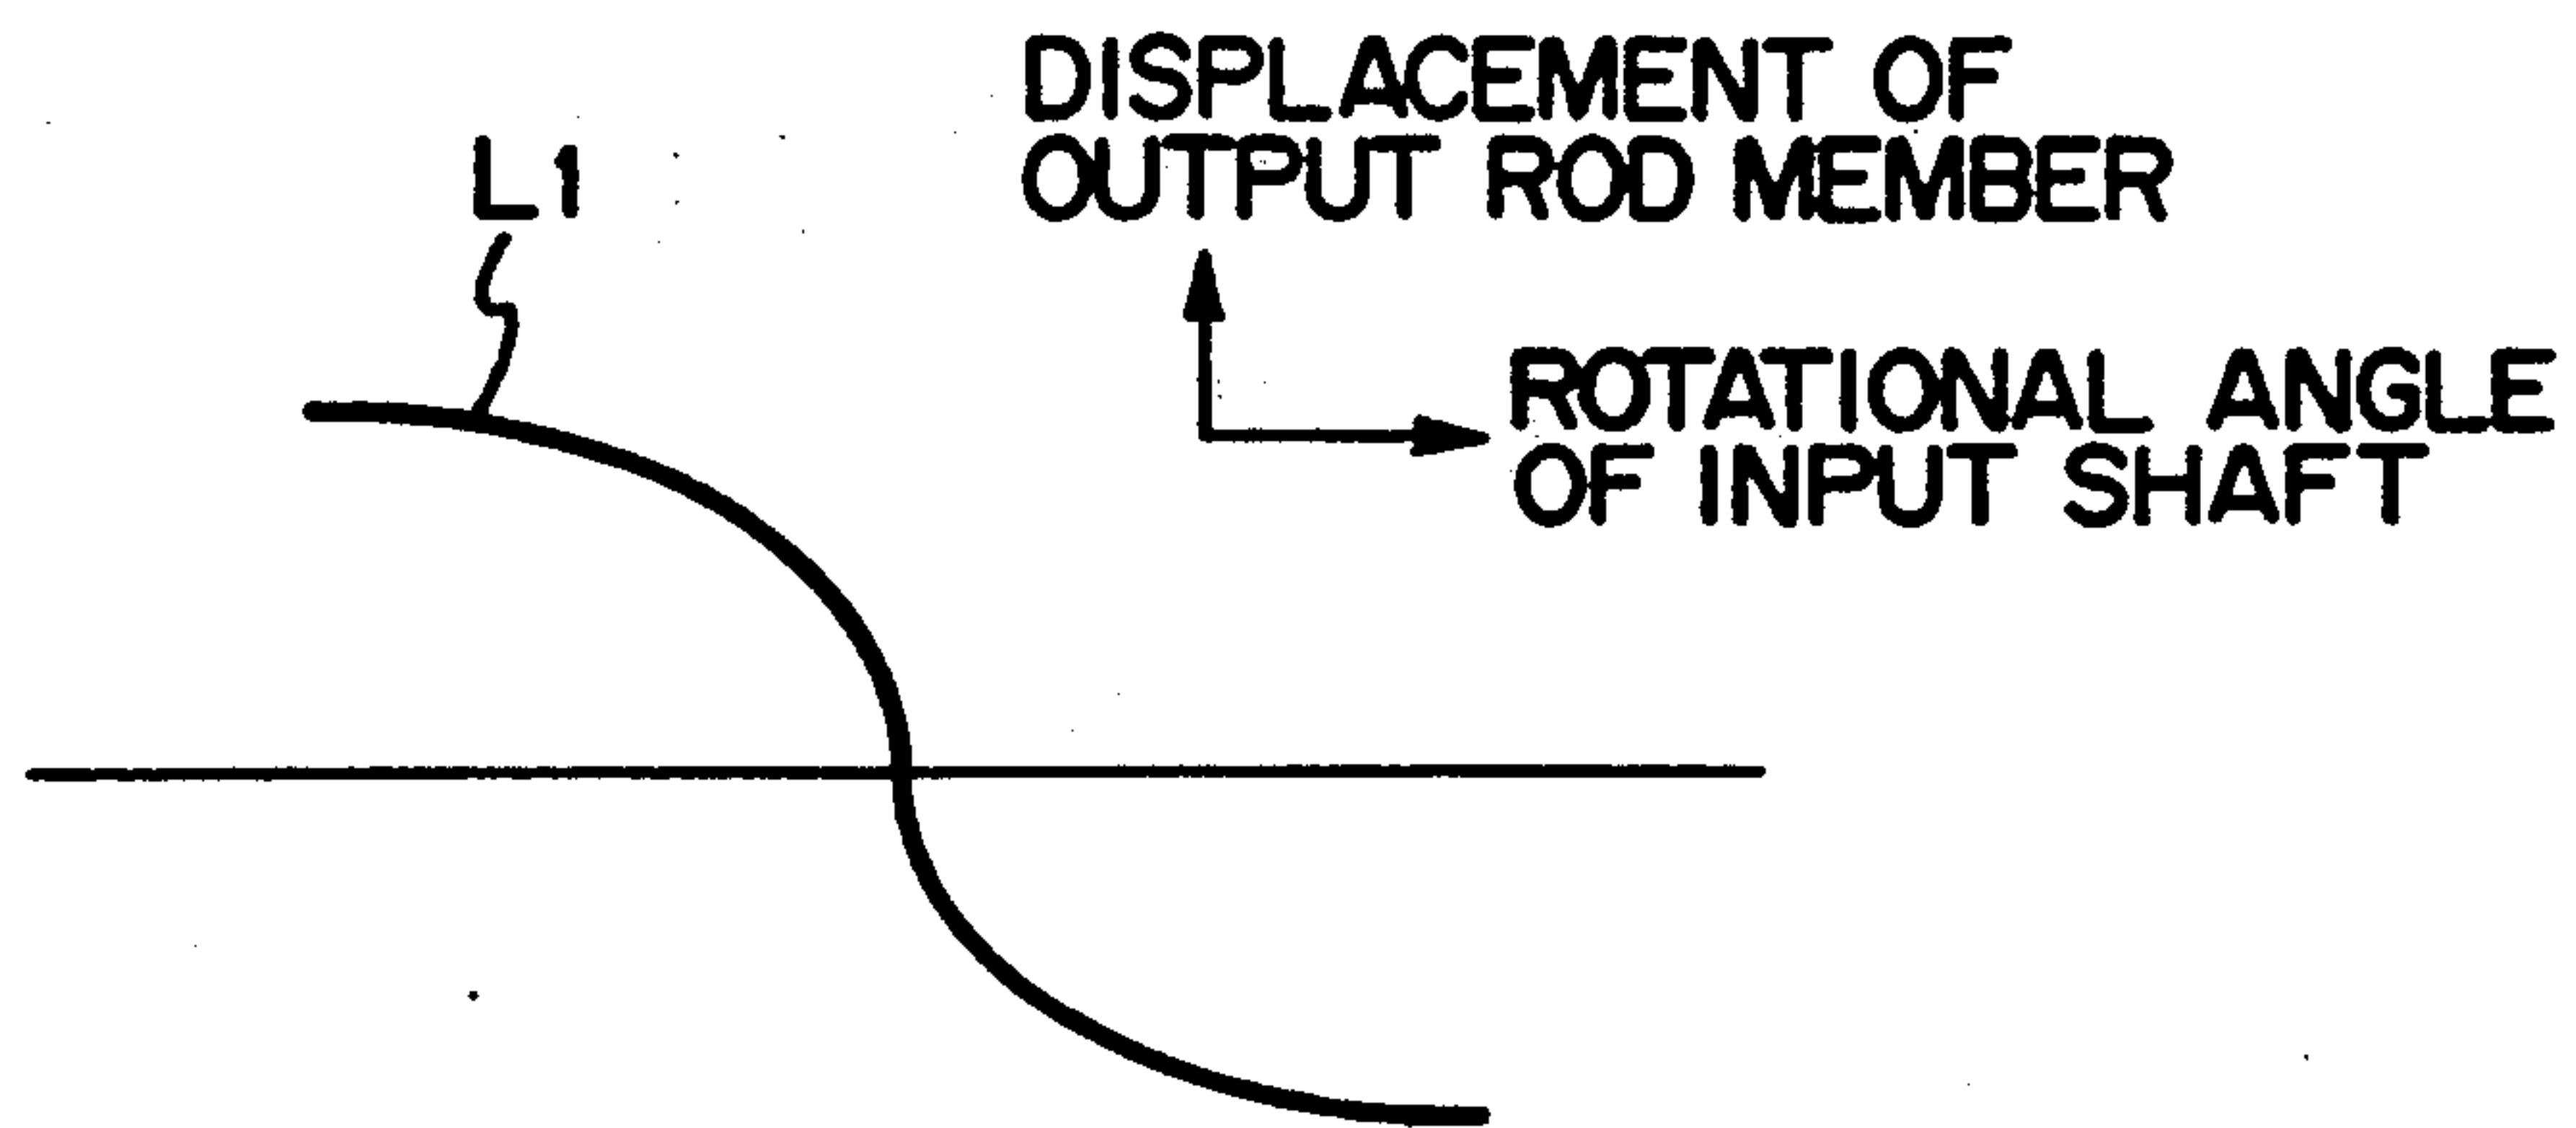 L1
DISPLACEMENT OF
OUTPUT ROD MEMBER
ROTATIONAL ANGLE
OF INPUT SHAFT